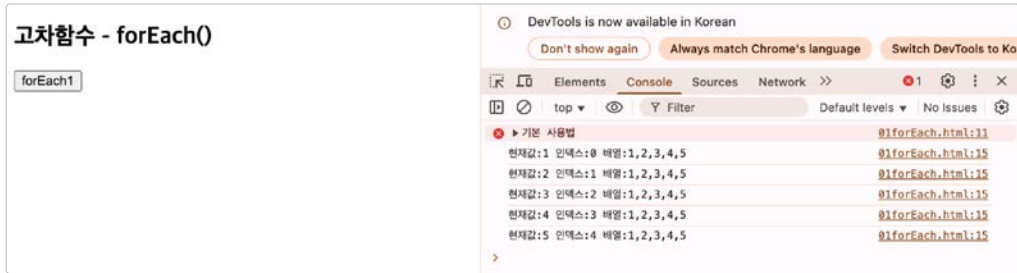 고차함수 - forEach()
forEach1
DevTools is now available in Korean
Don't show again Always match Chrome's language Switch DevTools to Ko
Elements Console Sources Network 1
top Filter Default levels No Issues
기본 사용법 01forEach.html:11
현재값:1 인덱스:0 배열:1,2,3,4,5 01forEach.html:15
현재값:2 인덱스:1 배열:1,2,3,4,5 01forEach.html:15
현재값:3 인덱스:2 배열:1,2,3,4,5 01forEach.html:15
현재값:4 인덱스:3 배열:1,2,3,4,5 01forEach.html:15
현재값:5 인덱스:4 배열:1,2,3,4,5 01forEach.html:15